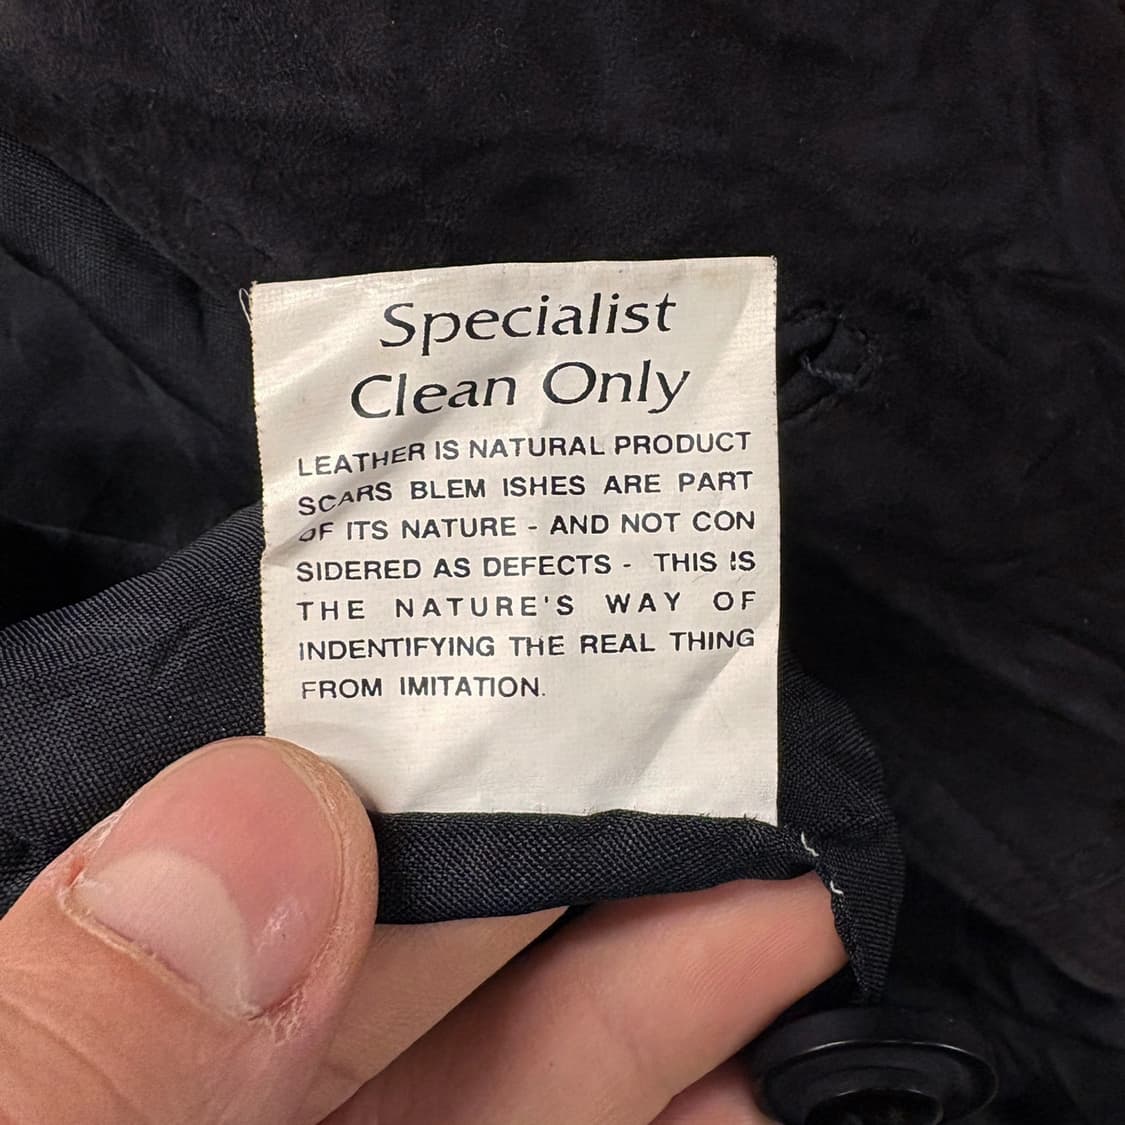 Specialist
Clean Only
LEATHER IS NATURAL PRODUCT
SCARS BLEM ISHES ARE PART
OF ITS NATURE - AND NOT CON
SIDERED AS DEFECTS - THIS IS
THE NATURE'S WAY OF
INDENTIFYING THE REAL THING
FROM IMITATION.